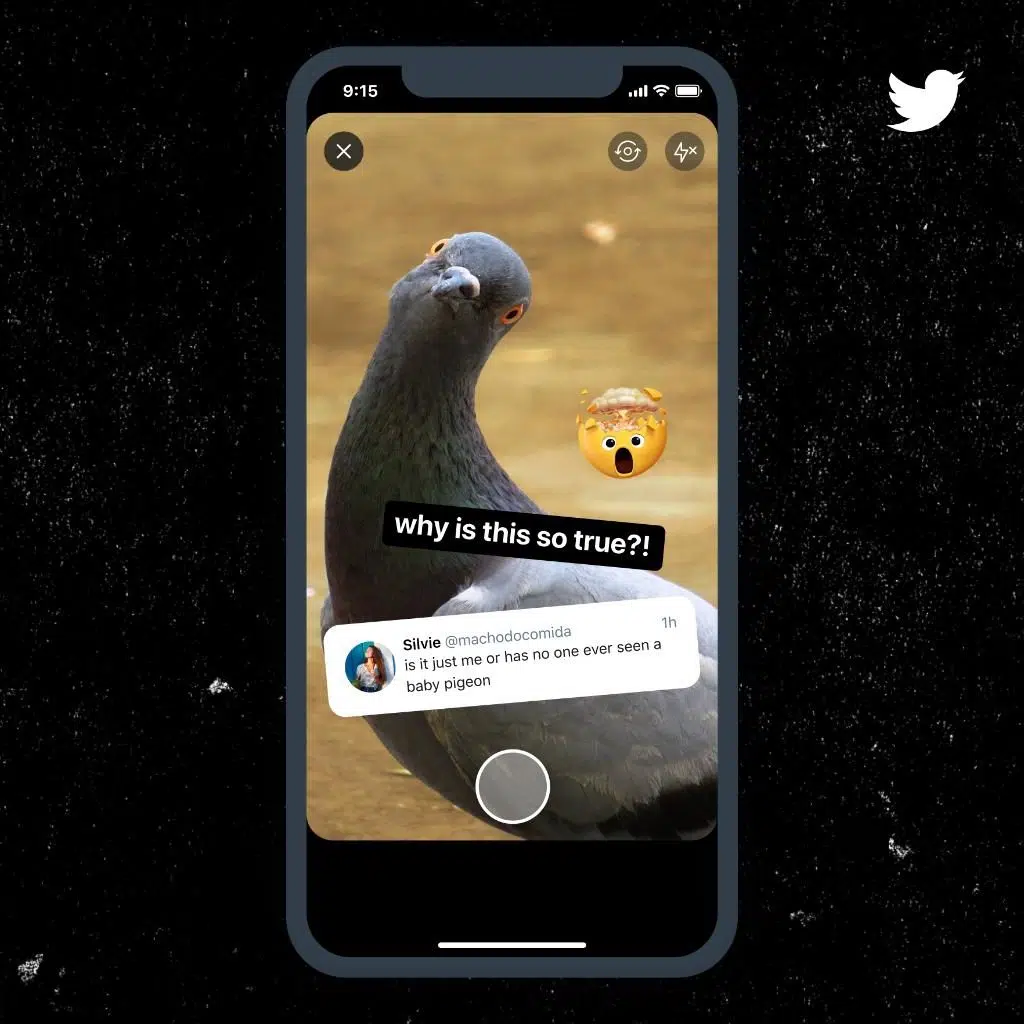 9:15
why is this so true?!
Silvie @machodocomida 1h
is it just me or has no one ever seen a
baby pigeon